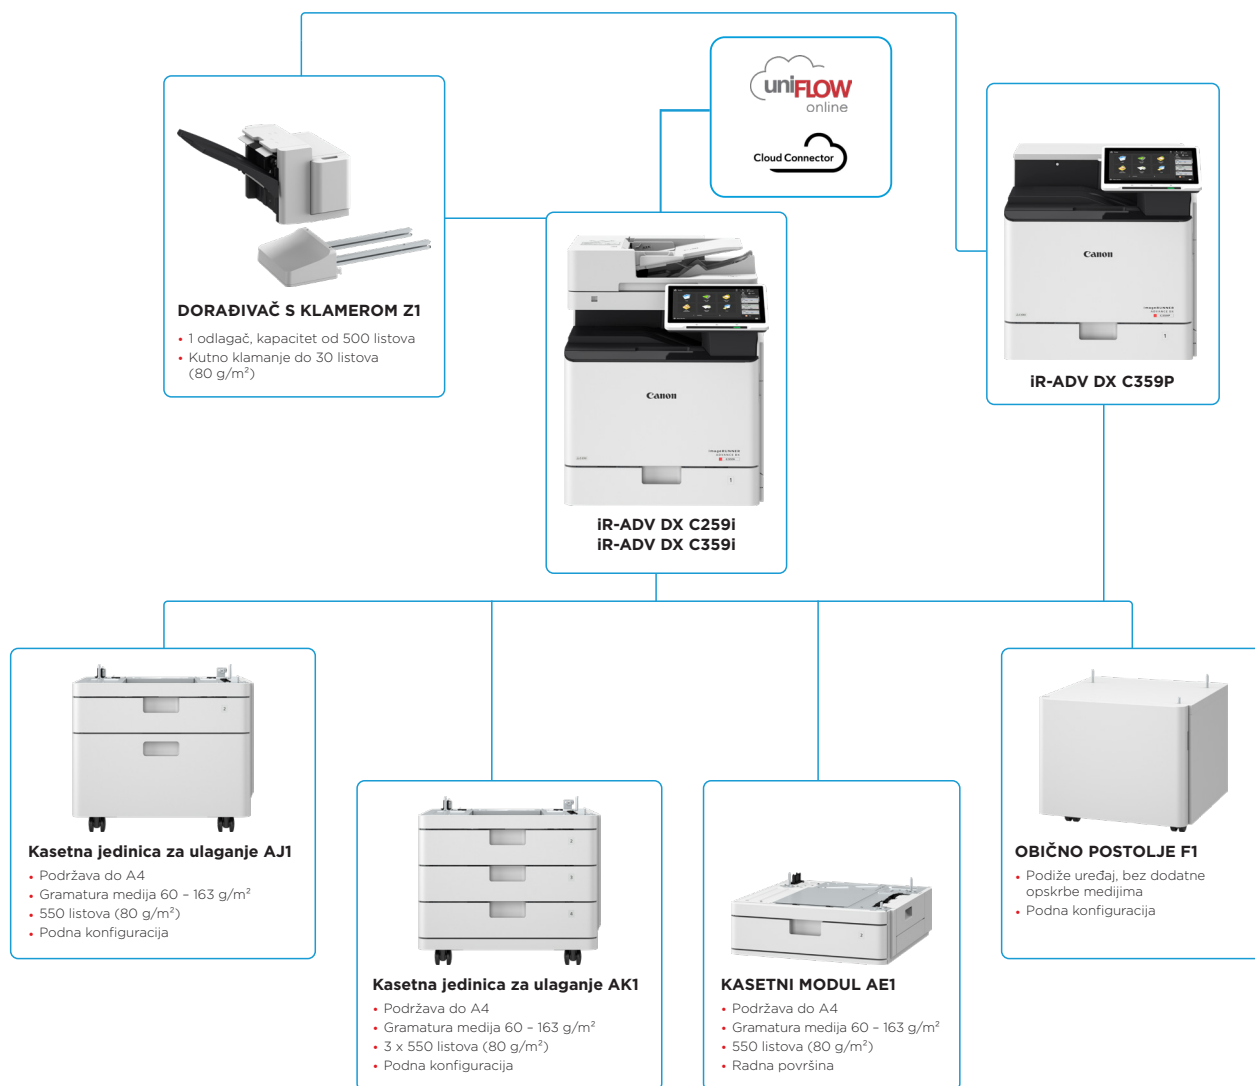 uniFLOW
online
Cloud Connector
DORAĐIVAČ S KLAMEROM Z1
• 1 odlagač, kapacitet od 500 listova
• Kutno klamanje do 30 listova
(80 g/m²)
Canon
iR-ADV DX C259i
iR-ADV DX C359i
Canon
iR-ADV DX C359P
Kasetna jedinica za ulaganje AJ1
• Podržava do A4
• Gramatura medija 60 – 163 g/m²
• 550 listova (80 g/m²)
• Podna konfiguracija
Kasetna jedinica za ulaganje AK1
• Podržava do A4
• Gramatura medija 60 – 163 g/m²
• 3 x 550 listova (80 g/m²)
• Podna konfiguracija
KASETNI MODUL AE1
• Podržava do A4
• Gramatura medija 60 – 163 g/m²
• 550 listova (80 g/m²)
• Radna površina
OBIČNO POSTOLJE F1
• Podiže uređaj, bez dodatne
opskrbe medijima
• Podna konfiguracija